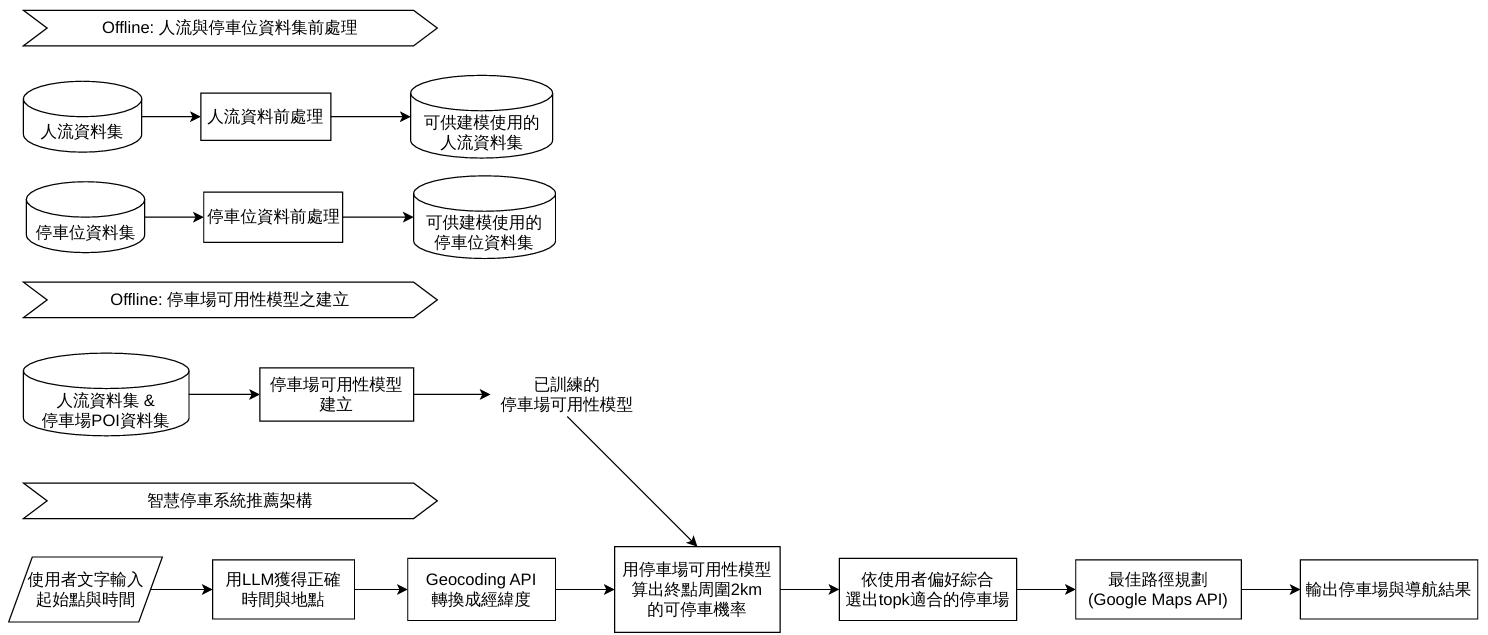 Offline: 人流與停車位資料集前處理
人流資料集
人流資料前處理
可供建模使用的
人流資料集
停車位資料集
停車位資料前處理
可供建模使用的
停車位資料集
Offline: 停車場可用性模型之建立
人流資料集 &
停車場POI資料集
停車場可用性模型
建立
已訓練的
停車場可用性模型
智慧停車系統推薦架構
使用者文字輸入
起始點與時間
用LLM獲得正確
時間與地點
Geocoding API
轉換成經緯度
用停車場可用性模型
算出終點周圍2km
的可停車機率
依使用者偏好綜合
選出topk適合的停車場
最佳路徑規劃
(Google Maps API)
輸出停車場與導航結果